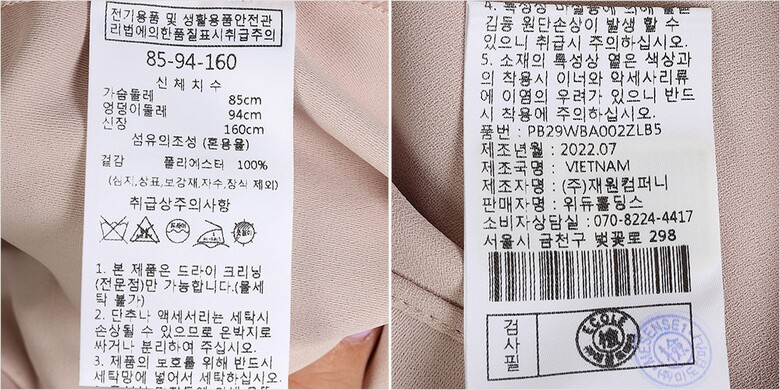 전기용품 및 생활용품안전관
리법에의한품질표시취급주의
85-94-160
신체치수
가슴둘레 85cm
엉덩이둘레 94cm
신장 160cm
섬유의조성 (혼용율)
겉감 폴리에스터 100%
(심지,상표,보강재,자수,장식 제외)
취급상주의사항
1. 본 제품은 드라이 크리닝
(전문점)만 가능합니다.(물세
탁 불가)
2. 단추나 액세서리는 세탁시
손상될 수 있으므로 은박지로
싸거나 분리하여 주십시오.
3. 제품의 보호를 위해 반드시
세탁망에 넣어서 세탁하십시오.
4. 특성상 마찰등에 의해
김동 원단손상이 발생 할 수
있으니 취급시 주의하십시오.
5. 소재의 특성상 옅은 색상과
의 착용시 이너와 악세사리류
에 이염의 우려가 있으니 반드
시 착용에 주의하십시오.
품번 : PB29WBA002ZLB5
제조년월 : 2022.07
제조국명 : VIETNAM
제조자명 : (주)재원컴퍼니
판매자명 : 위듀홀딩스
소비자상담실 : 070-8224-4417
서울시 금천구 벚꽃로 298
검사필
ECOLE